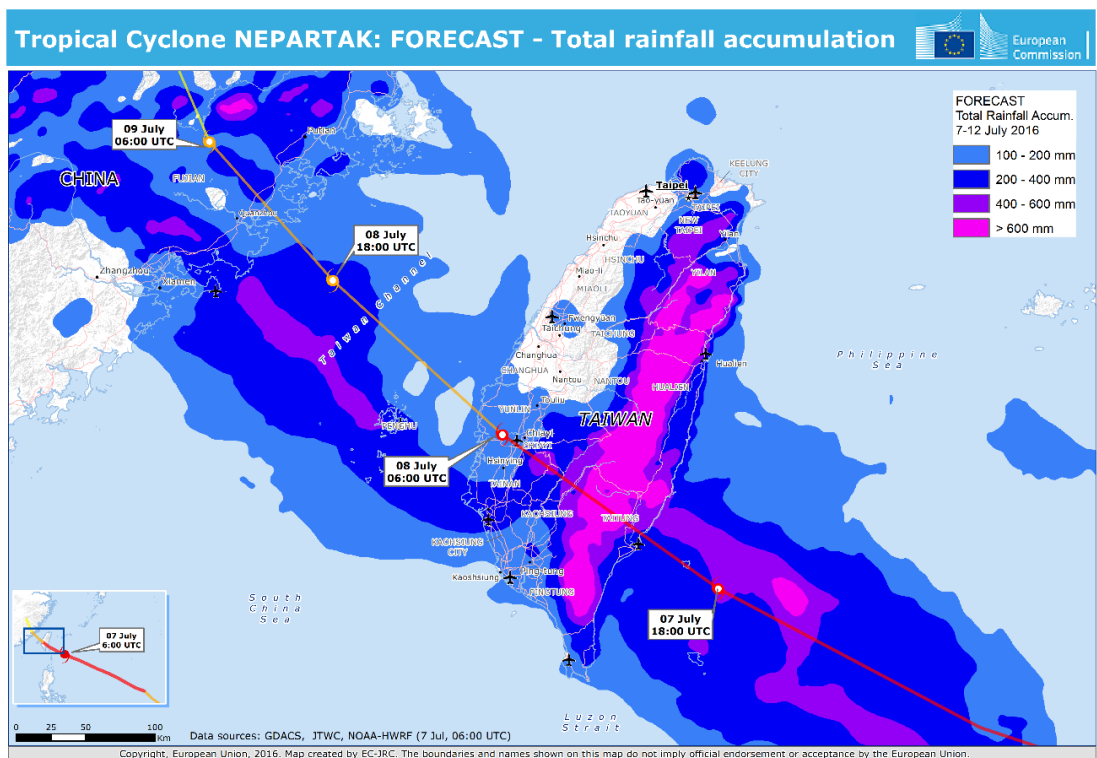 Tropical Cyclone NEPARTAK: FORECAST - Total rainfall accumulation
European
Commission
FORECAST
Total Rainfall Accum.
7-12 July 2016
100 - 200 mm
200 - 400 mm
400 - 600 mm
> 600 mm
09 July
06:00 UTC
Putian
CHINA
FUJIAN
Quanzhou
08 July
18:00 UTC
Zhangzhou
Xiamen
Taiwan Channel
KEELUNG
CITY
Taipei
Tao-yuan
TAIPEI
TAOYUAN
NEW
TAIPEI
Yilan
Hsinchu
HSINCHU
YILAN
Miao-li
MIAOLI
Fengyuan
Taichung
TAICHUNG
Changhua
CHANGHUA
Hualien
Philippine
Sea
Nantou
NANTOU
HUALIEN
Touliu
YUNLIN
TAIWAN
PENGHU
Chiayi
CHIAYI
08 July
06:00 UTC
Hsinying
TAINAN
KAOHSIUNG
TAITUNG
KAOHSIUNG
CITY
Kaoshsiung
Ping-tung
PINGTUNG
07 July
18:00 UTC
South
China
Sea
07 July
6:00 UTC
Luzon
Strait
0 25 50 100
Km
Data sources: GDACS, JTWC, NOAA-HWRF (7 Jul, 06:00 UTC)
Copyright, European Union, 2016. Map created by EC-JRC. The boundaries and names shown on this map do not imply official endorsement or acceptance by the European Union.